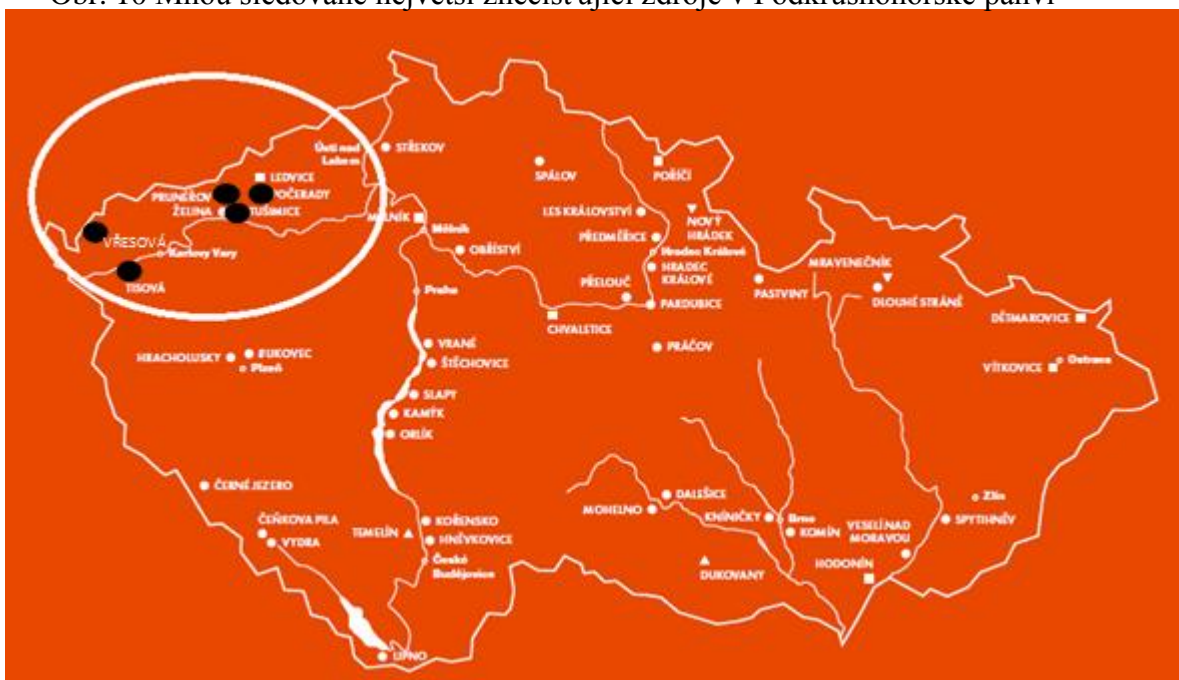 Obr. 10 Mnou sledované největší znečišťující zdroje v Podkrušnohorské pánvi
Ústí nad
Labem
STŘEKOV
LEDVICE
PRUNÉŘOV
POČERADY
ŽELINA
TUŠIMICE
VŘESOVÁ
Karlovy Vary
TISOVÁ
MĚLNÍK
Mělník
OBŘÍSTVÍ
Praha
SPÁLOV
POŘÍČÍ
LES KRÁLOVSTVÍ
NOVÝ
HRÁDEK
PŘEDMĚŘICE
Hradec Králové
HRADEC
KRÁLOVÉ
PŘELOUČ
PARDUBICE
PASTVINY
MRAVENEČNÍK
DLOUHÉ STRÁNĚ
CHVALETICE
PRÁČOV
DĚTMAROVICE
VÍTKOVICE
Ostrava
HRACHOLUSKY
BUKOVEC
Plzeň
VRANÉ
ŠTĚCHOVICE
SLAPY
KAMÝK
ORLÍK
ČERNÉ JEZERO
ČEŇKOVA PILA
VYDRA
TEMELÍN
KOŘENSKO
HNĚVKOVICE
České
Budějovice
LIPNO
DALEŠICE
MOHELNO
KNÍNIČKY
Brno
KOMÍN
DUKOVANY
VESELÍ NAD
MORAVOU
HODONÍN
Zlín
SPYTIHNĚV